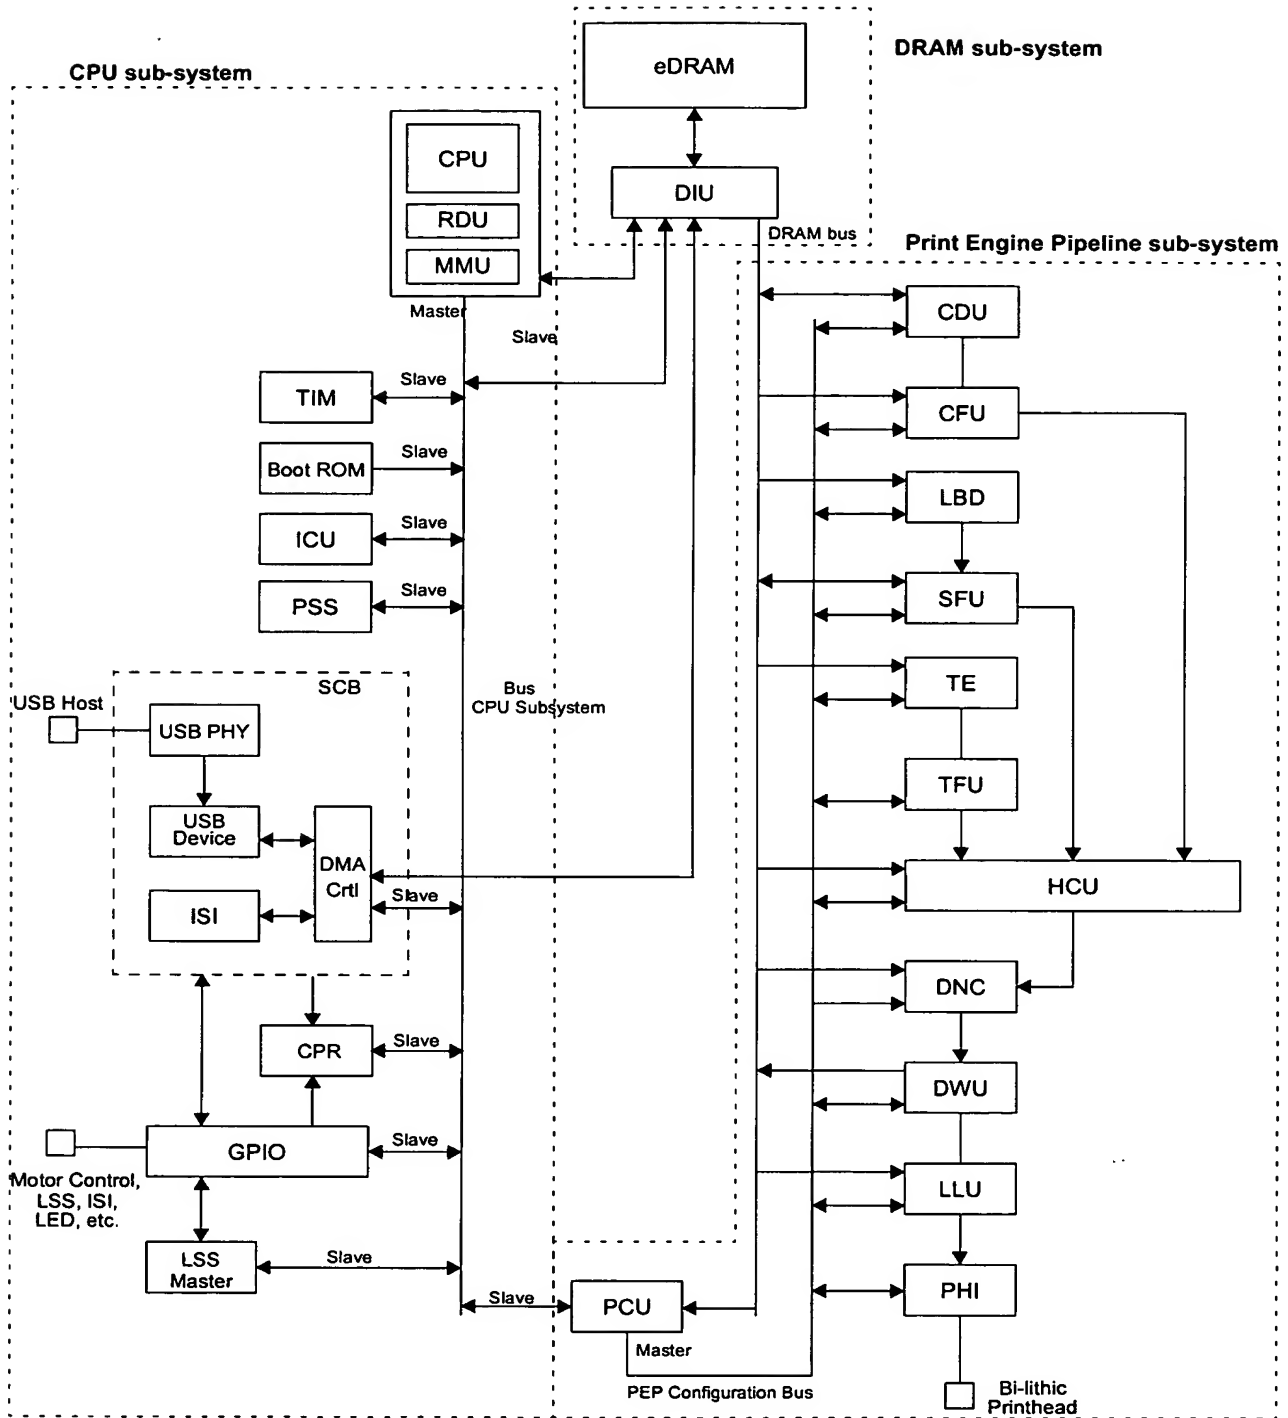 DRAM sub-system
CPU sub-system
eDRAM
CPU
RDU
MMU
Master
DIU
DRAM bus
Print Engine Pipeline sub-system
CDU
Slave
TIM
Slave
CFU
Boot ROM
Slave
LBD
ICU
Slave
PSS
Slave
SFU
SCB
TE
USB Host
USB PHY
Bus
CPU Subsystem
TFU
USB
Device
DMA
Crtl
Slave
ISI
HCU
DNC
CPR
Slave
DWU
GPIO
Slave
Motor Control,
LSS, ISI,
LED, etc.
LLU
LSS
Master
Slave
Slave
PCU
PHI
Master
PEP Configuration Bus
Bi-lithic
Printhead